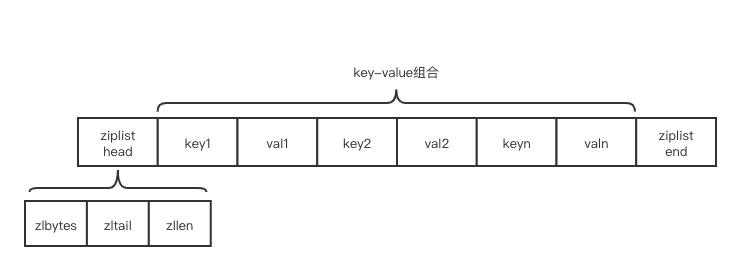 key-value组合
ziplist
head
key1
val1
key2
val2
keyn
valn
ziplist
end
zlbytes
zltail
zllen